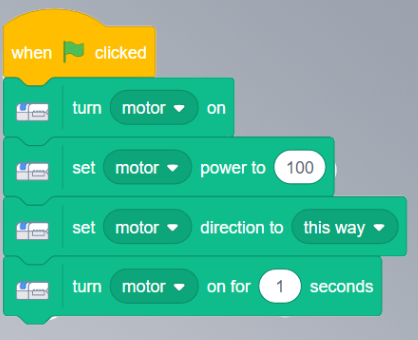 when clicked
turn motor on
set motor power to 100
set motor direction to this way
turn motor on for 1 seconds